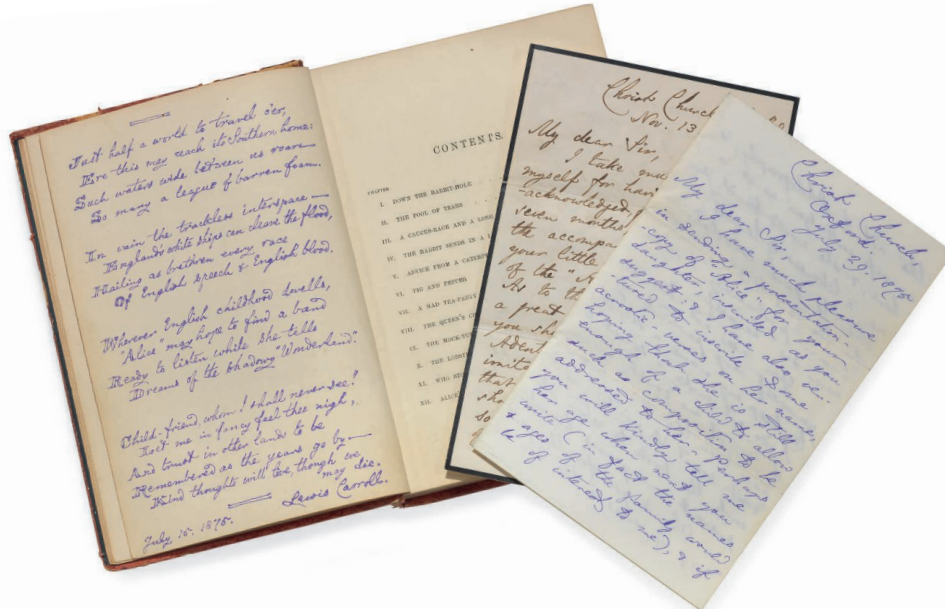 Just half a world to travel o'er,
Ere this may reach its Southern home:
Such waters wide between us roar—
So many a league of barren foam.
In vain the trackless interspace—
England's white ships can cleave the flood,
Hailing as brethren every race
Of English speech & English blood.
Wherever English childhood dwells,
"Alice" may hope to find a band
Ready to listen while she tells
Dreams of the shadowy "Wonderland."
Child-friend, whom I shall never see!
Let me in fancy feel thee nigh,
And trust in other lands to be
Remembered as the years go by—
Kind thoughts will live, though we
may die.
Lewis Carroll.
July 15. 1875.
CONTENTS.
CHAPTER
I. DOWN THE RABBIT-HOLE
II. THE POOL OF TEARS
III. A CAUCUS-RACE AND A LONG
IV. THE RABBIT SENDS IN A L
V. ADVICE FROM A CATERP
VI. PIG AND PEPPER
VII. A MAD TEA-PARTY
VIII. THE QUEEN'S C
IX. THE MOCK-TU
X. THE LOBST
XI. WHO ST
XII. ALICE
Christ Church
Nov. 13
My dear Sir,
I take
myself for hav
-acknowledged,
seven months
the accompa
your little
of the
As to th
a great
you sh
that
sh
so
Christ Church,
Oxford.
July 29. 1875
My dear Sir,
I have much pleasure
in sending a presentation-
copy of "Alice" for your
daughter instead, as you
suggest: & I have also ve-
-tured to inscribe some
acrostic verses on her name,
hoping that she is still
child enough to allow
of a
such a composition to
be addressed to her. Perhaps
you will kindly tell me
her age when next you
write (in fact the names
& ages of the family would
be of interest to me), & if